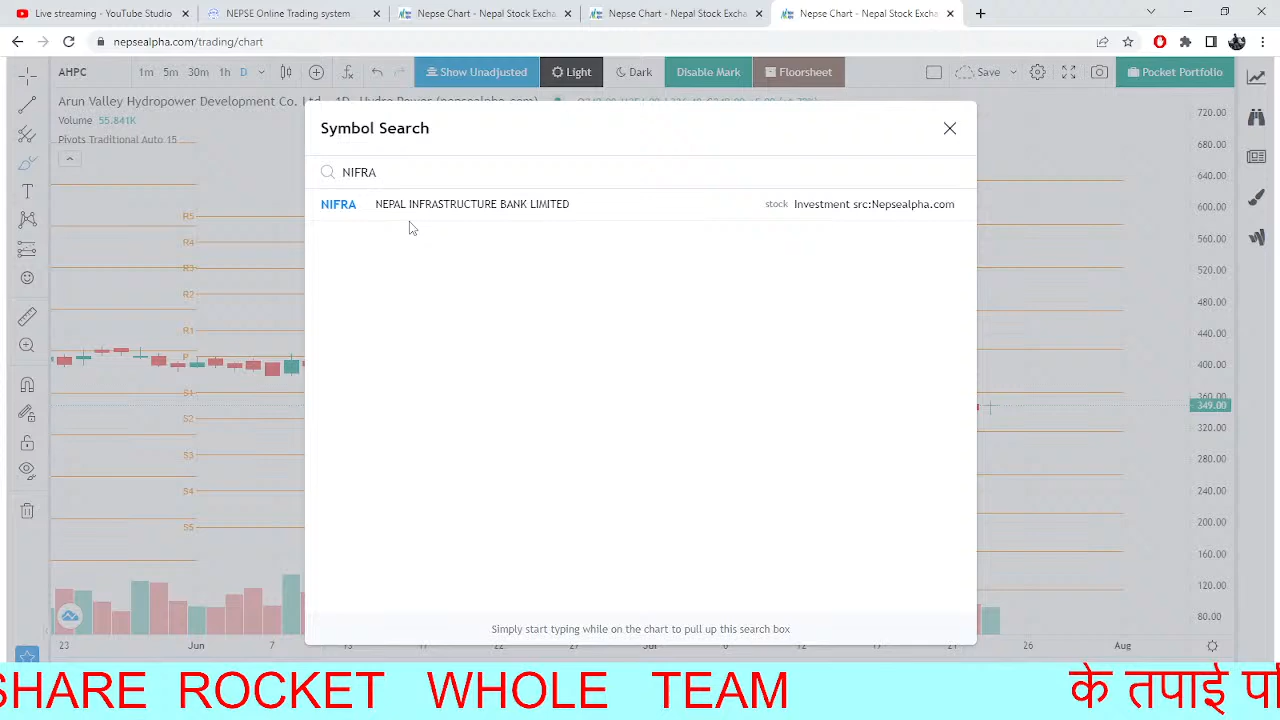 Live streaming - YouTube Studio
NEPSE Online Trading system
Nepse Chart - Nepal Stock Excha
Nepse Chart - Nepal Stock Excha
Nepse Chart - Nepal Stock Excha
nepsealpha.com/trading/chart
AHPC 1m 5m 30m 1h D Show Unadjusted Light Dark Disable Mark Floorsheet Save Pocket Portfolio
Arun Valley Hydropower Development Co. Ltd
Volume 55.841K
Pivots Traditional Auto 15
Symbol Search
NIFRA
NIFRA NEPAL INFRASTRUCTURE BANK LIMITED stock Investment src:Nepsealpha.com
Simply start typing while on the chart to pull up this search box
R5
R4
R3
R2
R1
P
S1
S2
S3
S4
S5
720.00
680.00
640.00
600.00
560.00
520.00
480.00
440.00
400.00
360.00
349.00
320.00
280.00
240.00
200.00
160.00
120.00
80.00
23 Jun 7 26 Aug
SHARE ROCKET WHOLE TEAM के तपाई